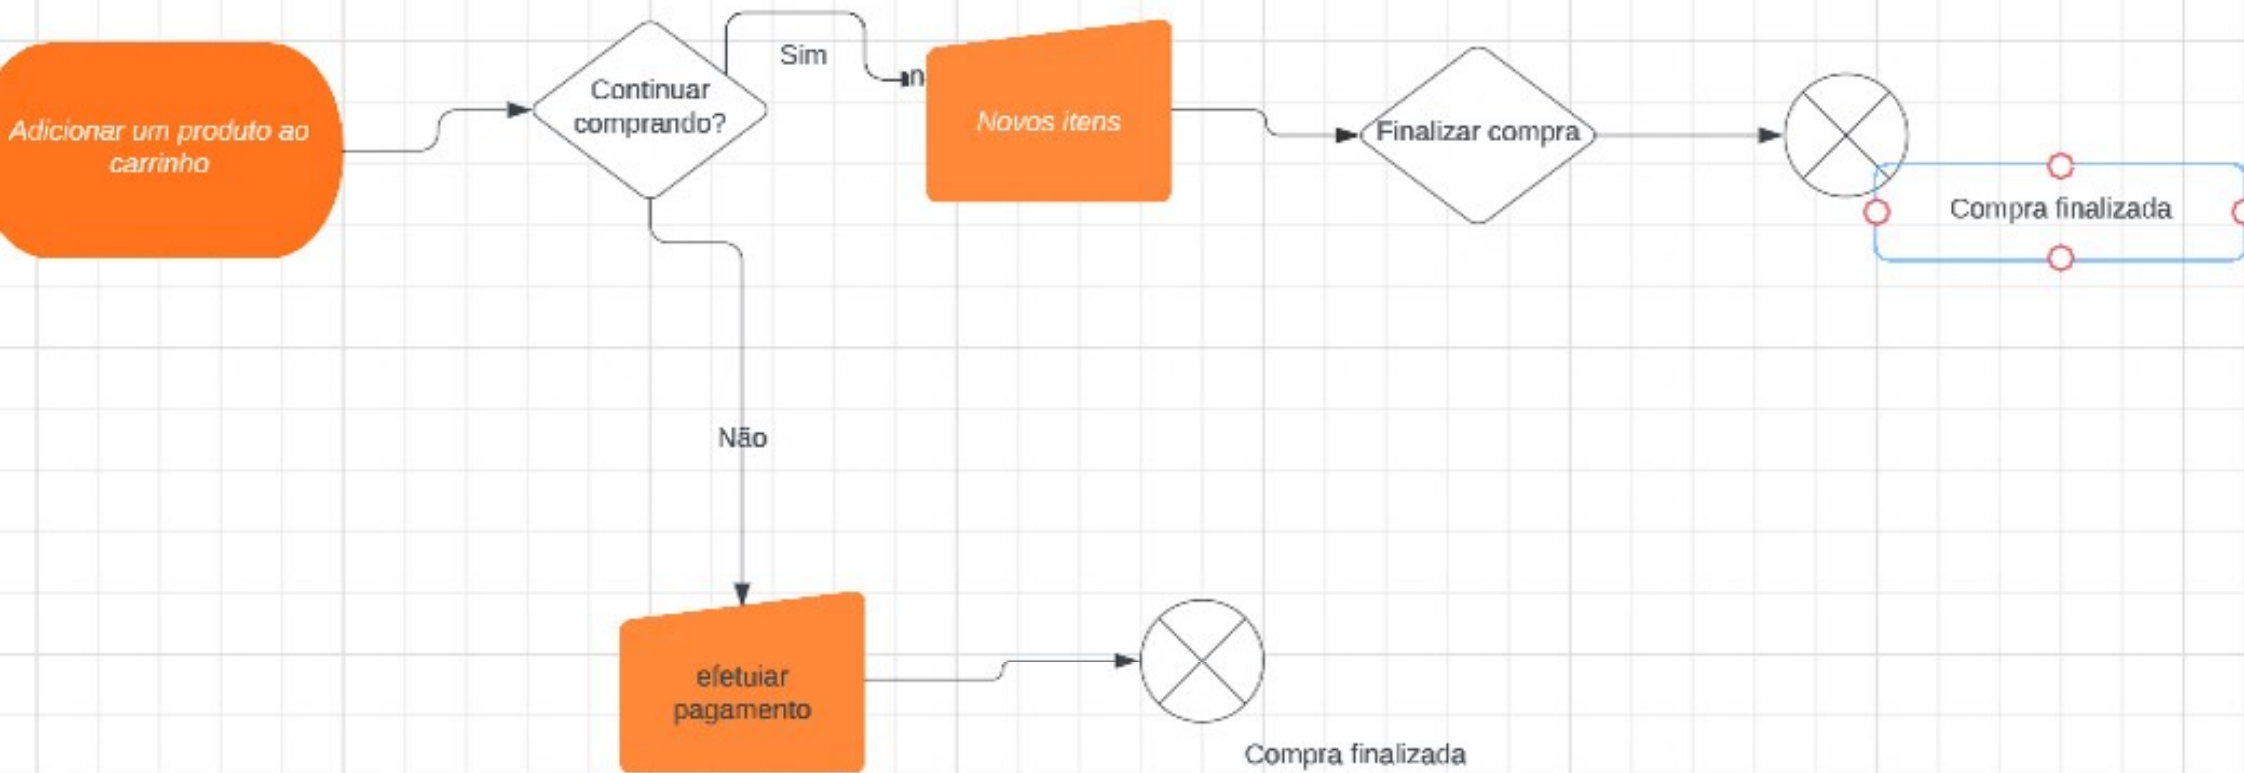 Adicionar um produto ao
carrinho
Continuar
comprando?
Sim
n
Novos itens
Finalizar compra
Compra finalizada
Não
efetuiar
pagamento
Compra finalizada